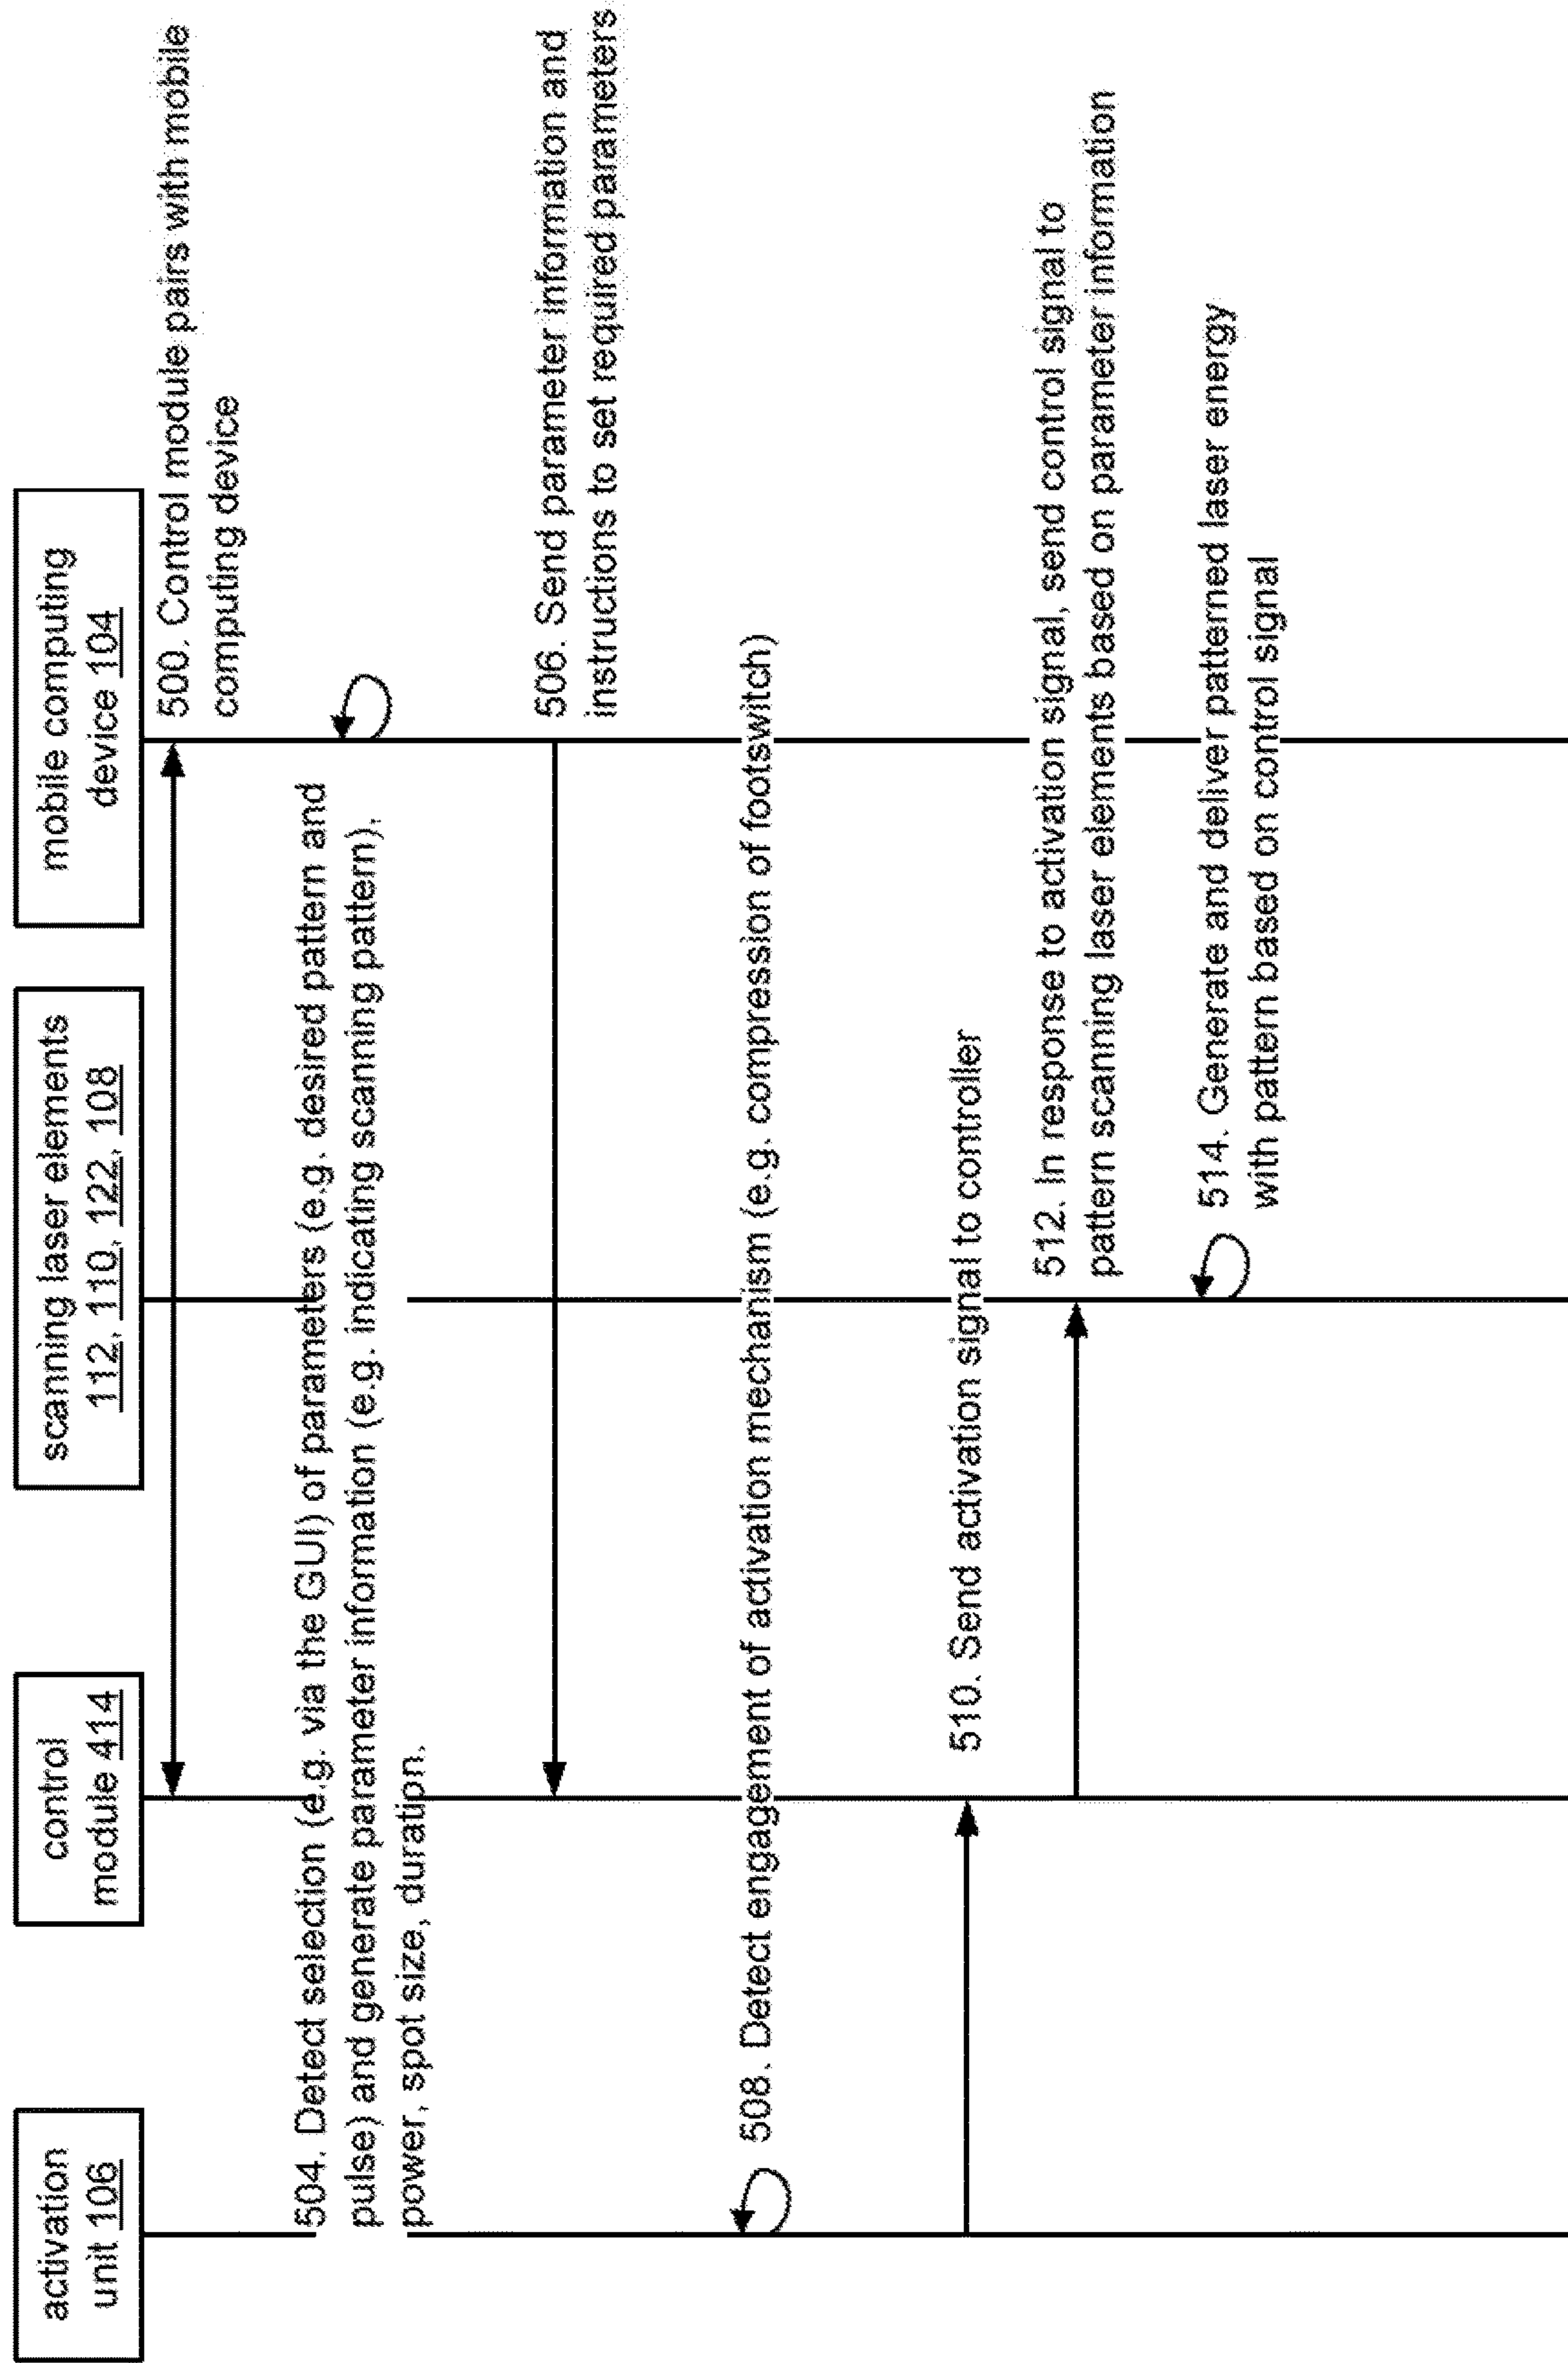 activation
unit 106
control
module 414
scanning laser elements
112, 110, 122, 108
mobile computing
device 104
500. Control module pairs with mobile
computing device
504. Detect selection (e.g. via the GUI) of parameters (e.g. desired pattern and
pulse) and generate parameter information (e.g. indicating scanning pattern),
power, spot size, duration.
506. Send parameter information and
instructions to set required parameters
508. Detect engagement of activation mechanism (e.g. compression of footswitch)
510. Send activation signal to controller
512. In response to activation signal, send control signal to
pattern scanning laser elements based on parameter information
514. Generate and deliver patterned laser energy
with pattern based on control signal